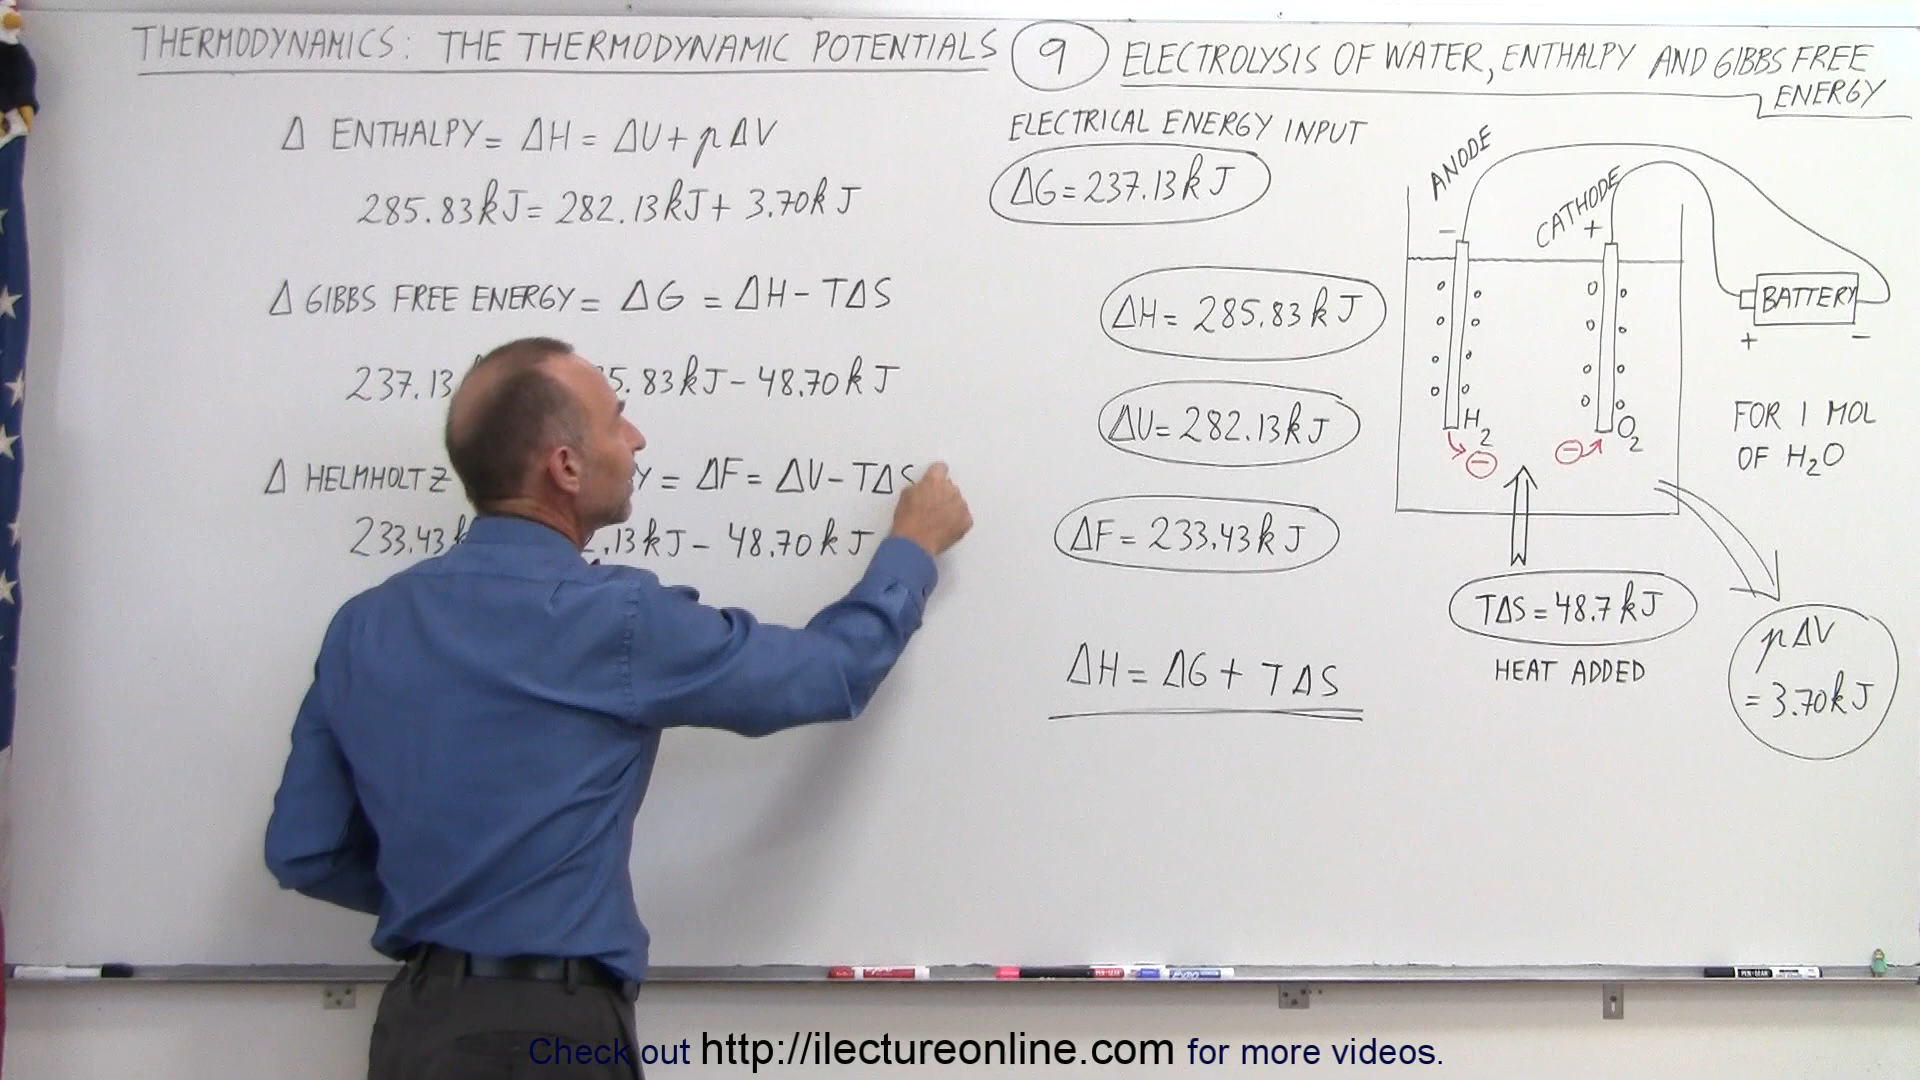 THERMODYNAMICS: THE THERMODYNAMIC POTENTIALS 9 ELECTROLYSIS OF WATER, ENTHALPY AND GIBBS FREE
ENERGY
Δ ENTHALPY = ΔH = ΔU + pΔV
285.83kJ = 282.13kJ + 3.70kJ
Δ GIBBS FREE ENERGY = ΔG = ΔH - TΔS
237.13 5.83kJ - 48.70kJ
Δ HELMHOLTZ Y = ΔF = ΔU - TΔS
233.43k .13kJ - 48.70kJ
ELECTRICAL ENERGY INPUT
ΔG = 237.13kJ
ΔH = 285.83kJ
ΔU = 282.13kJ
ΔF = 233.43kJ
ΔH = ΔG + TΔS
ANODE
-
CATHODE
+
BATTERY
+ -
H2
O2
- -
FOR 1 MOL
OF H2O
TΔS = 48.7kJ
HEAT ADDED
pΔV
= 3.70kJ
Check out http://ilectureonline.com for more videos.